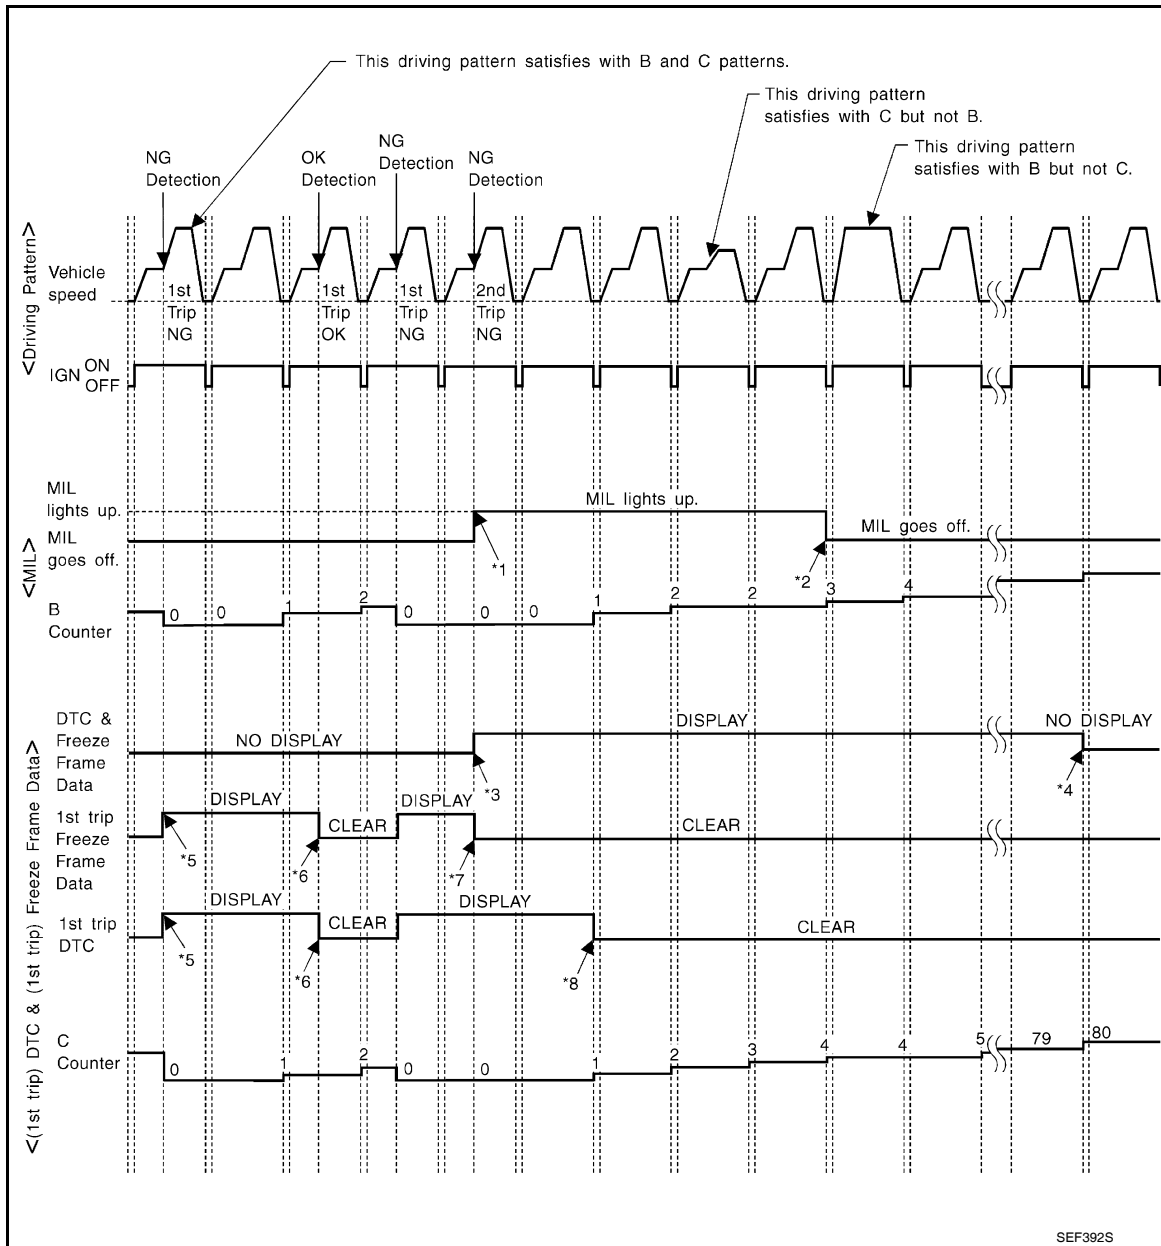 This driving pattern satisfies with B and C patterns.
This driving pattern
satisfies with C but not B.
This driving pattern
satisfies with B but not C.
NG
Detection
OK
Detection
NG
Detection
NG
Detection
<Driving Pattern>
Vehicle
speed
1st
Trip
NG
1st
Trip
OK
1st
Trip
NG
2nd
Trip
NG
IGN ON
OFF
<MIL>
MIL
lights up.
MIL
goes off.
MIL lights up.
MIL goes off.
*1
*2
B
Counter
0 0 1 2 0 0 0 1 2 2 3 4
<(1st trip) DTC & (1st trip) Freeze Frame Data>
DTC &
Freeze
Frame
Data
NO DISPLAY
DISPLAY
NO DISPLAY
*3
*4
1st trip
Freeze
Frame
Data
DISPLAY
CLEAR
DISPLAY
CLEAR
*5
*6
*7
1st trip
DTC
DISPLAY
CLEAR
DISPLAY
CLEAR
*5
*6
*8
C
Counter
0 1 2 0 0 1 2 3 4 4 5 79 80
SEF392S